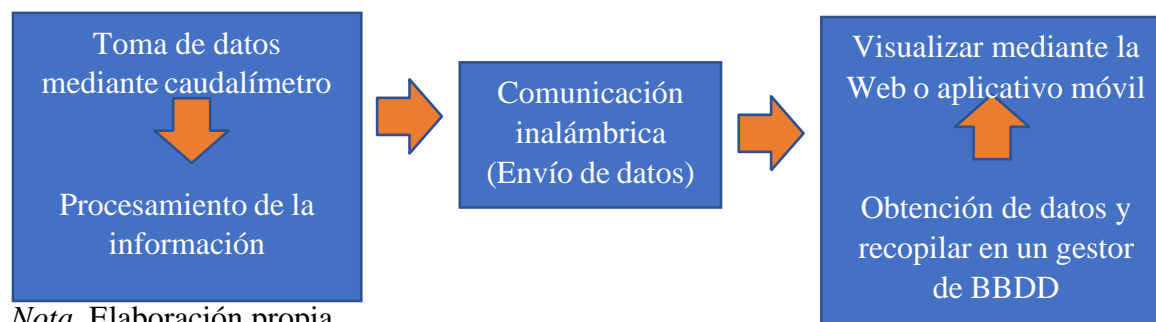 Toma de datos
mediante caudalímetro
Procesamiento de la
información
Comunicación
inalámbrica
(Envío de datos)
Visualizar mediante la
Web o aplicativo móvil
Obtención de datos y
recopilar en un gestor
de BBDD
Nota. Elaboración propia